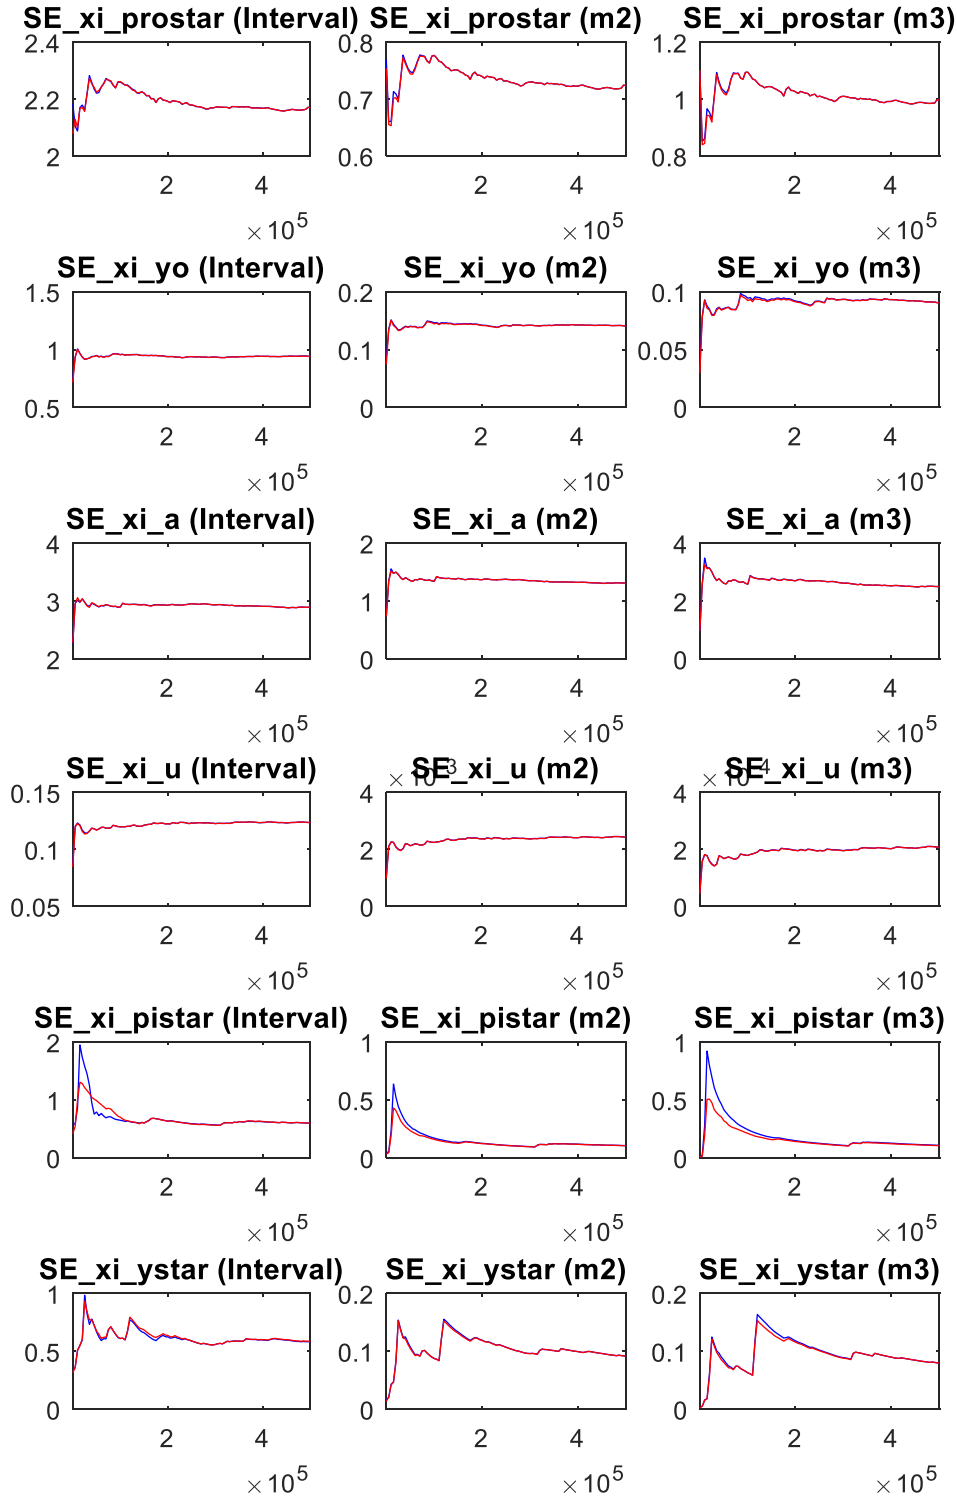 SE_xi_prostar (Interval) SE_xi_prostar (m2) SE_xi_prostar (m3)
2.4 0.8 1.2
2.2 0.7 1
2 0.6 0.8
2 4 2 4 2 4
×10^5 ×10^5 ×10^5
SE_xi_yo (Interval) SE_xi_yo (m2) SE_xi_yo (m3)
1.5 0.2 0.1
1 0.1 0.05
0.5 0 0
2 4 2 4 2 4
×10^5 ×10^5 ×10^5
SE_xi_a (Interval) SE_xi_a (m2) SE_xi_a (m3)
4 2 4
3 1 2
2 0 0
2 4 2 4 2 4
×10^5 ×10^5 ×10^5
SE_xi_u (Interval) ×10^-3 SE_xi_u (m2) ×10^-4 SE_xi_u (m3)
0.15 4 4
0.1 2 2
0.05 0 0
2 4 2 4 2 4
×10^5 ×10^5 ×10^5
SE_xi_pistar (Interval) SE_xi_pistar (m2) SE_xi_pistar (m3)
2 1 1
1 0.5 0.5
0 0 0
2 4 2 4 2 4
×10^5 ×10^5 ×10^5
SE_xi_ystar (Interval) SE_xi_ystar (m2) SE_xi_ystar (m3)
1 0.2 0.2
0.5 0.1 0.1
0 0 0
2 4 2 4 2 4
×10^5 ×10^5 ×10^5